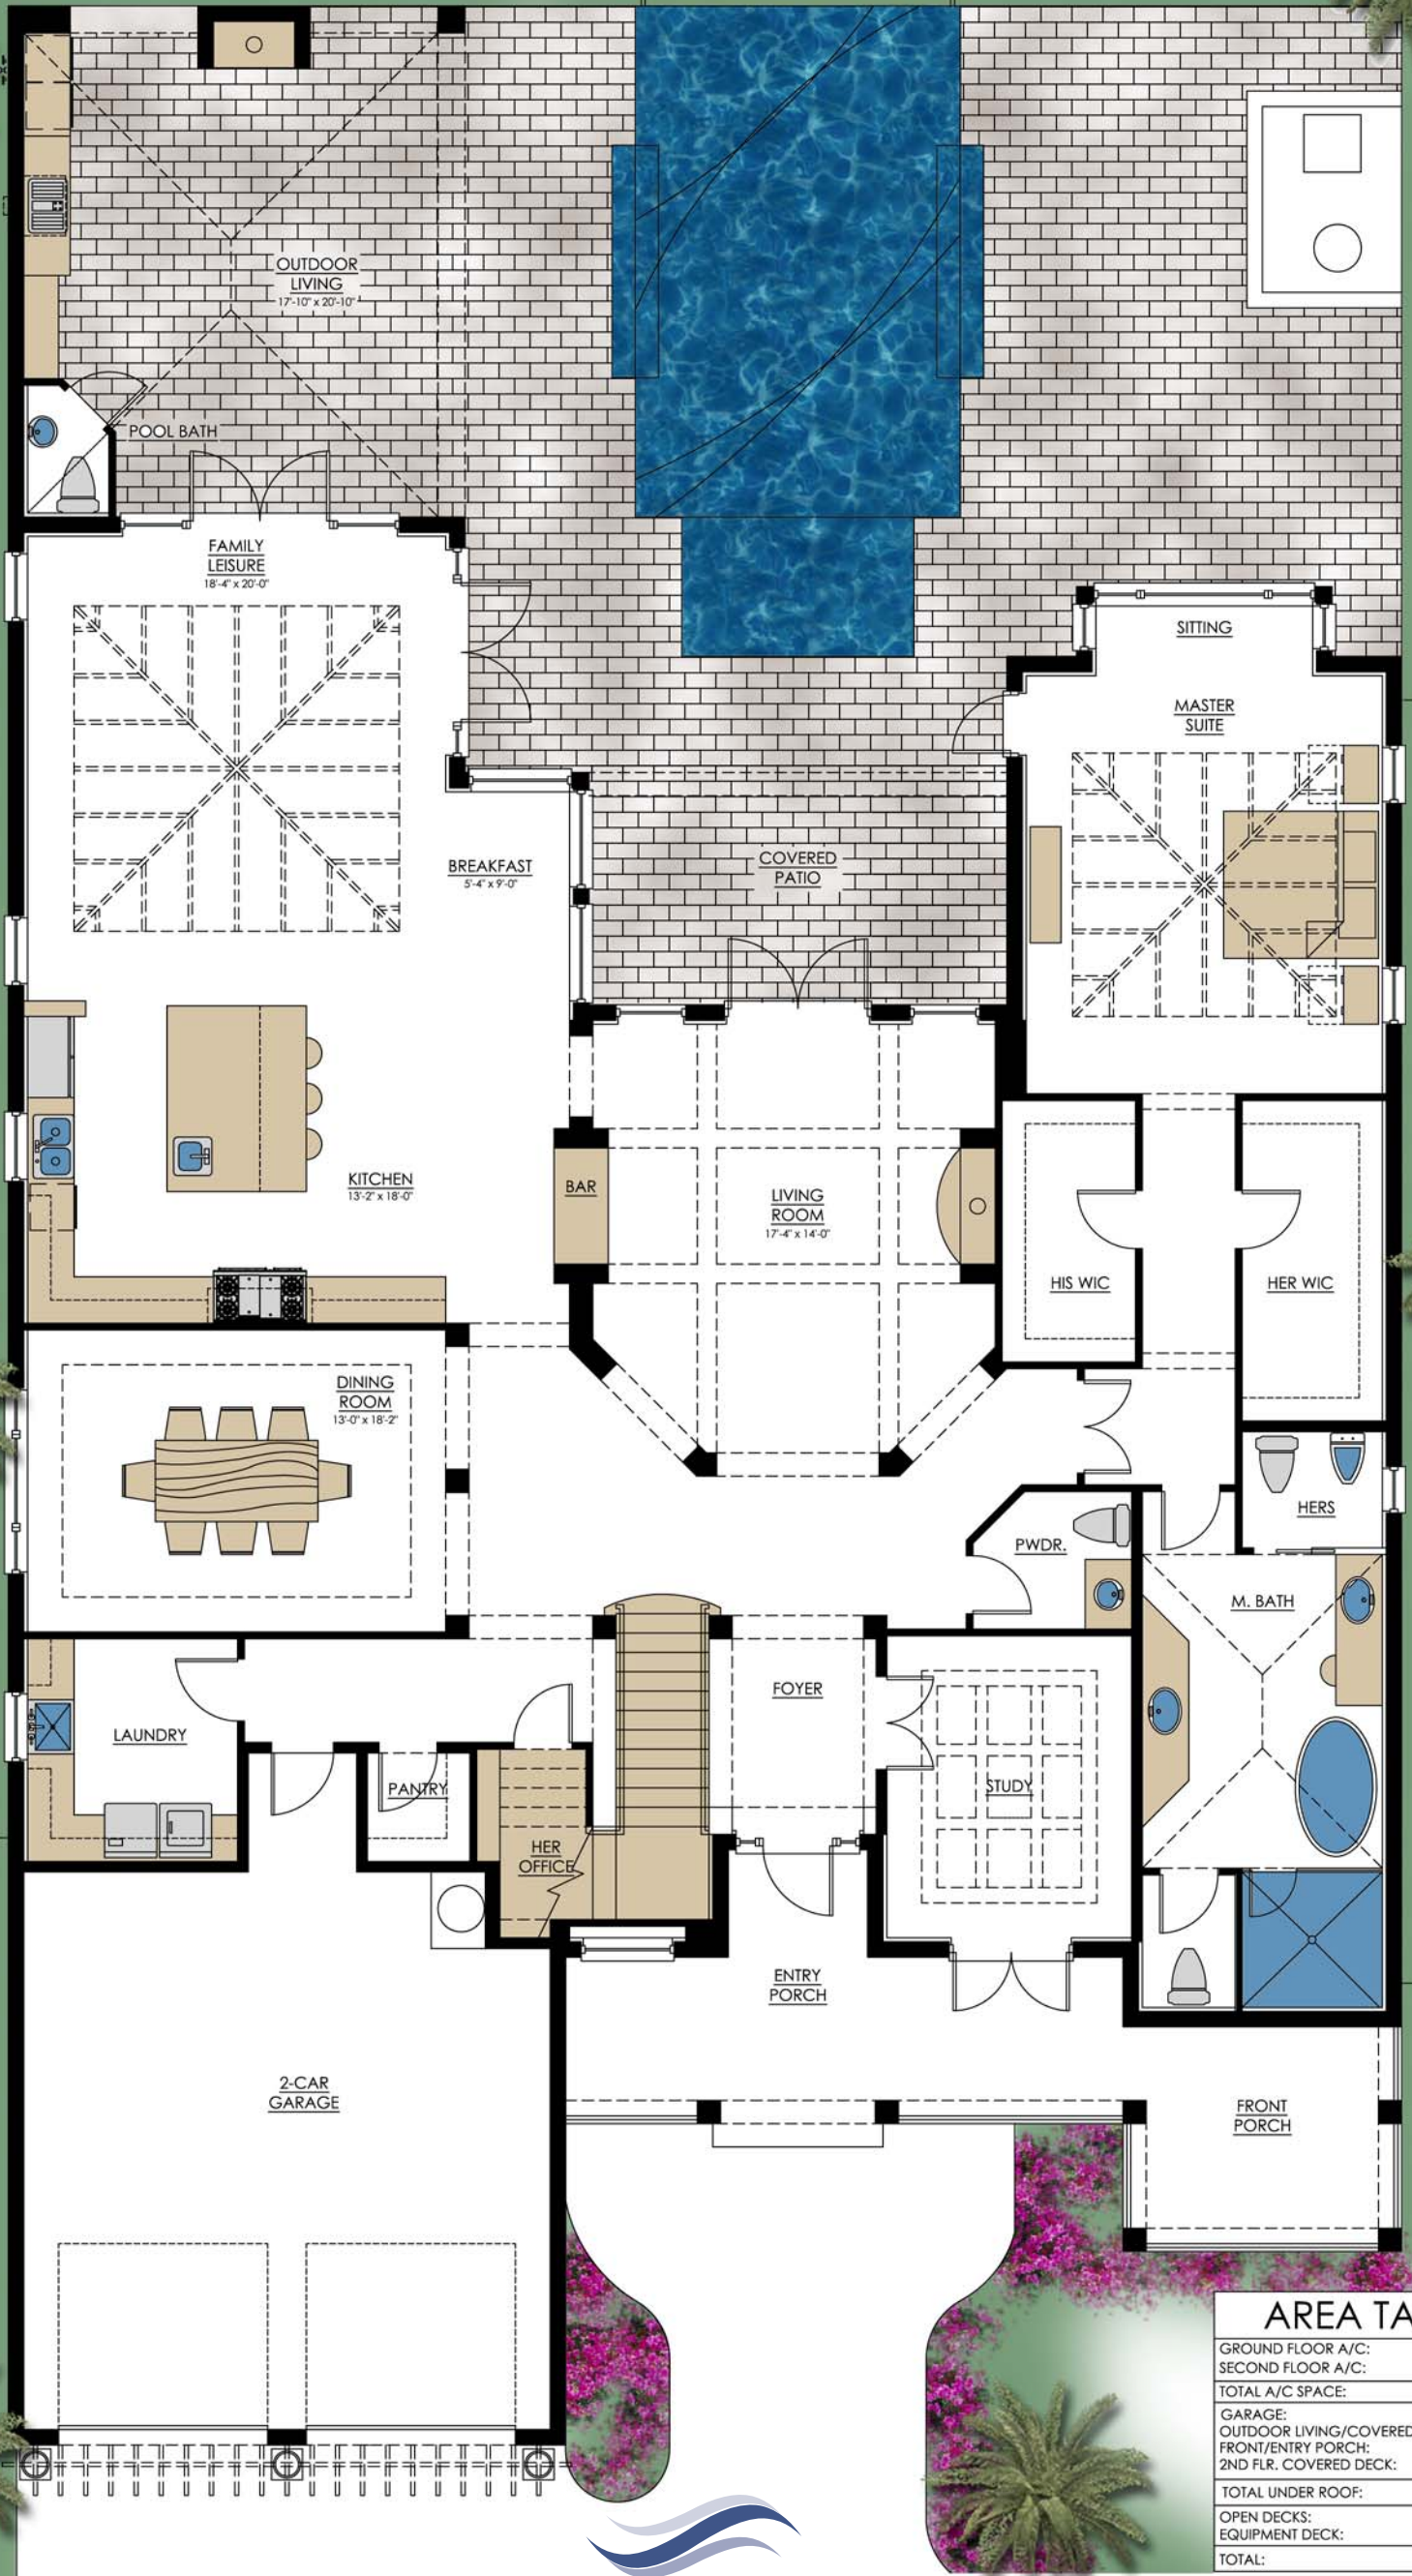 OUTDOOR
LIVING
17'-10" x 20'-10"
POOL BATH
FAMILY
LEISURE
18'-4" x 20'-0"
SITTING
MASTER
SUITE
BREAKFAST
5'-4" x 9'-0"
COVERED
PATIO
KITCHEN
13'-2" x 18'-0"
BAR
LIVING
ROOM
17'-4" x 14'-0"
HIS WIC
HER WIC
DINING
ROOM
13'-0" x 18'-2"
HERS
PWDR.
M. BATH
FOYER
LAUNDRY
PANTRY
STUDY
HER
OFFICE
ENTRY
PORCH
2-CAR
GARAGE
FRONT
PORCH
AREA TA
GROUND FLOOR A/C:
SECOND FLOOR A/C:
TOTAL A/C SPACE:
GARAGE:
OUTDOOR LIVING/COVERED
FRONT/ENTRY PORCH:
2ND FLR. COVERED DECK:
TOTAL UNDER ROOF:
OPEN DECKS:
EQUIPMENT DECK:
TOTAL: